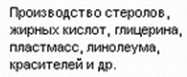 Производство стеролов,
жирных кислот, глицерина,
пластмасс, линолеума,
красителей и др.